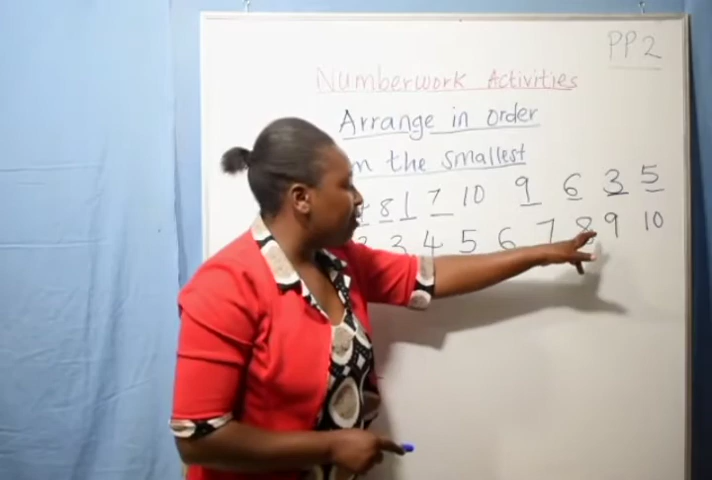 PP2
Numberwork Activities
Arrange in order
the smallest
8 1 7 10 9 6 3 5
3 4 5 6 7 8 9 10